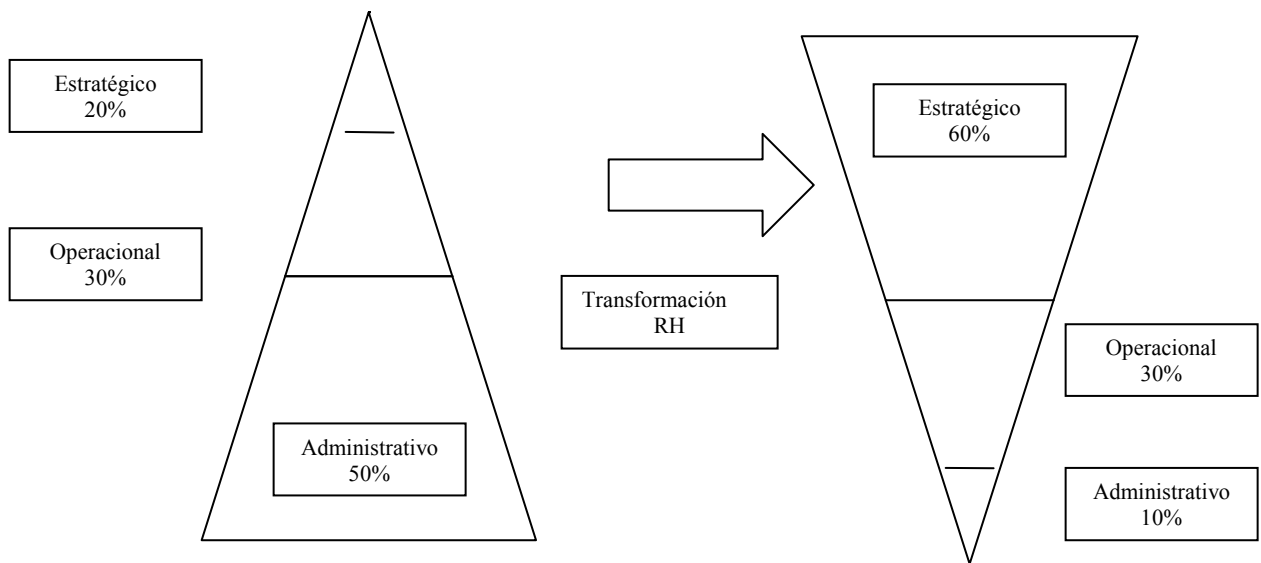 Estratégico
20%
Operacional
30%
Administrativo
50%
Transformación
RH
Estratégico
60%
Operacional
30%
Administrativo
10%